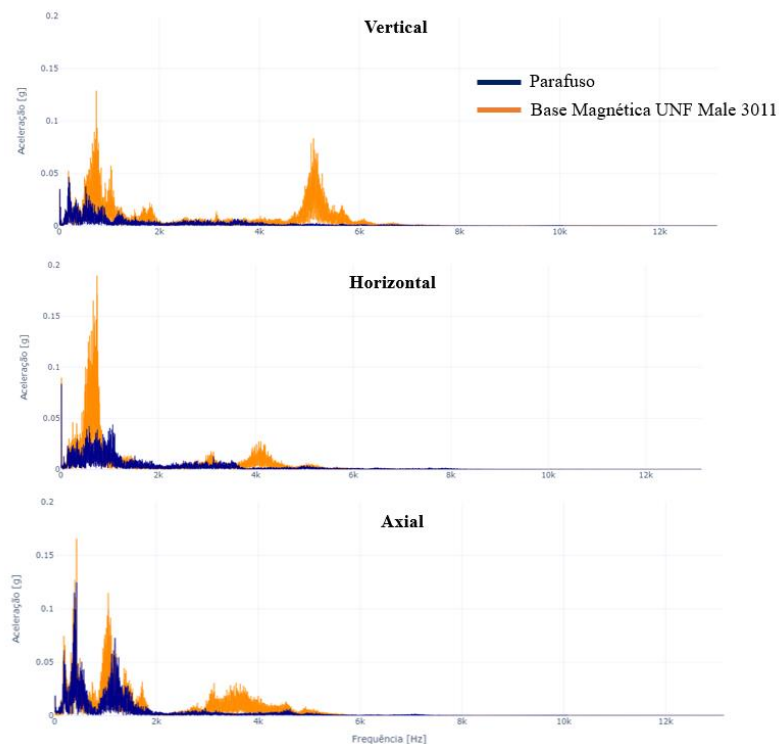 Vertical
Parafuso
Base Magnética UNF Male 3011
Aceleração [g]
0.2
0.15
0.1
0.05
0
0
2k
4k
6k
8k
10k
12k
Horizontal
Aceleração [g]
0.2
0.15
0.1
0.05
0
0
2k
4k
6k
8k
10k
12k
Axial
Aceleração [g]
0.2
0.15
0.1
0.05
0
0
2k
4k
6k
8k
10k
12k
Frequência [Hz]